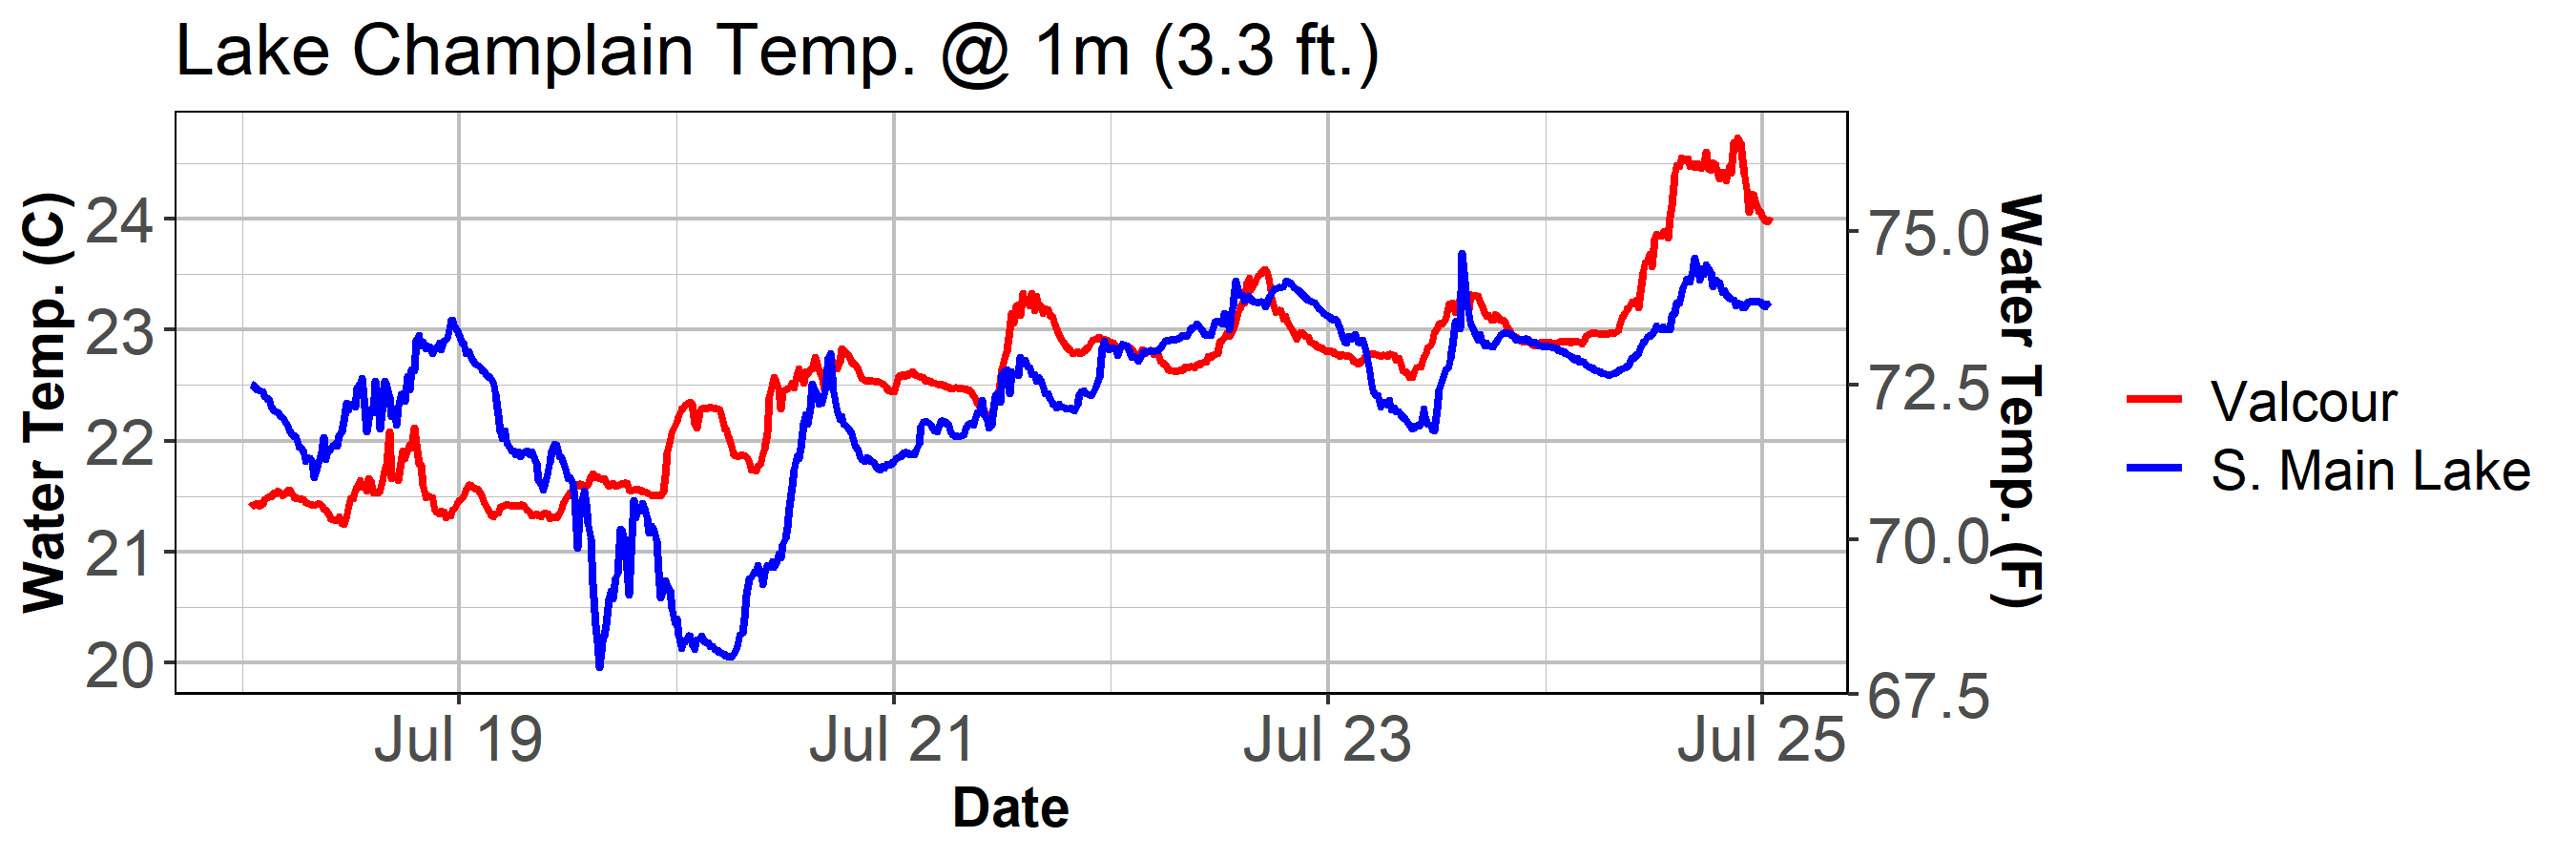 Lake Champlain Temp. @ 1m (3.3 ft.)
Water Temp. (C)
24
23
22
21
20
75.0
72.5
70.0
67.5
Water Temp. (F)
Jul 19
Jul 21
Jul 23
Jul 25
Date
Valcour
S. Main Lake